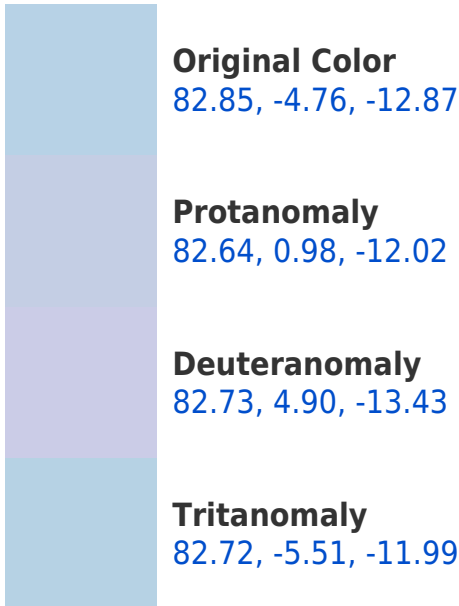 Original Color
82.85, -4.76, -12.87
Protanomaly
82.64, 0.98, -12.02
Deuteranomaly
82.73, 4.90, -13.43
Tritanomaly
82.72, -5.51, -11.99